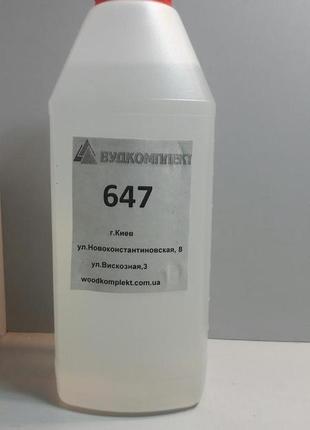 ВУДКОМПЛЕКТ
647
г.Киев
ул.Новоконстантиновская, 8
ул.Вискозная,3
woodkomplekt.com.ua